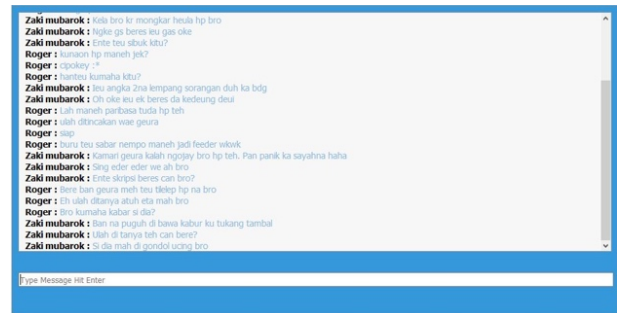 Zaki mubarok : Kela bro kr mongkar heula hp bro
Zaki mubarok : Ngke gs beres ieu gas oke
Zaki mubarok : Ente teu sibuk kitu?
Roger : kunaon hp maneh jek?
Roger : cipokey :*
Roger : hanteu kumaha kitu?
Zaki mubarok : Ieu angka 2na lempang sorangan duh ka bdg
Zaki mubarok : Oh oke ieu ek beres da kedeung deui
Roger : Lah maneh paribasa tuda hp teh
Roger : ulah ditincakan wae geura
Roger : siap
Roger : buru teu sabar nempo maneh jadi feeder wkwk
Zaki mubarok : Kamari geura kalah ngojay bro hp teh. Pan panik ka sayahna haha
Zaki mubarok : Sing eder eder we ah bro
Zaki mubarok : Ente skripsi beres can bro?
Roger : Bere ban geura meh teu tilelep hp na bro
Roger : Eh ulah ditanya atuh eta mah bro
Roger : Bro kumaha kabar si dia?
Zaki mubarok : Ban na puguh di bawa kabur ku tukang tambal
Zaki mubarok : Ulah di tanya teh can bere?
Zaki mubarok : Si dia mah di gondol ucing bro
Type Message Hit Enter